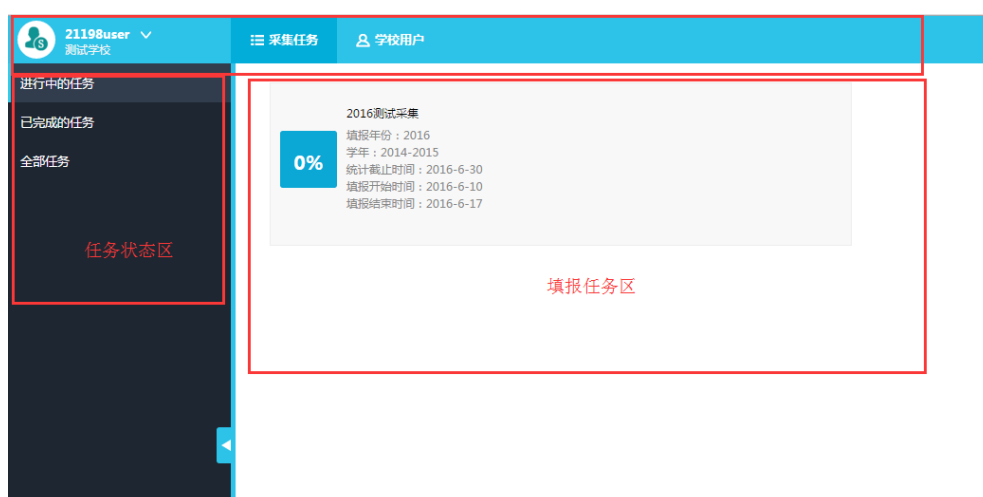 21198user
测试学校
采集任务
学校用户
进行中的任务
已完成的任务
全部任务
任务状态区
0%
2016测试采集
填报年份：2016
学年：2014-2015
统计截止时间：2016-6-30
填报开始时间：2016-6-10
填报结束时间：2016-6-17
填报任务区